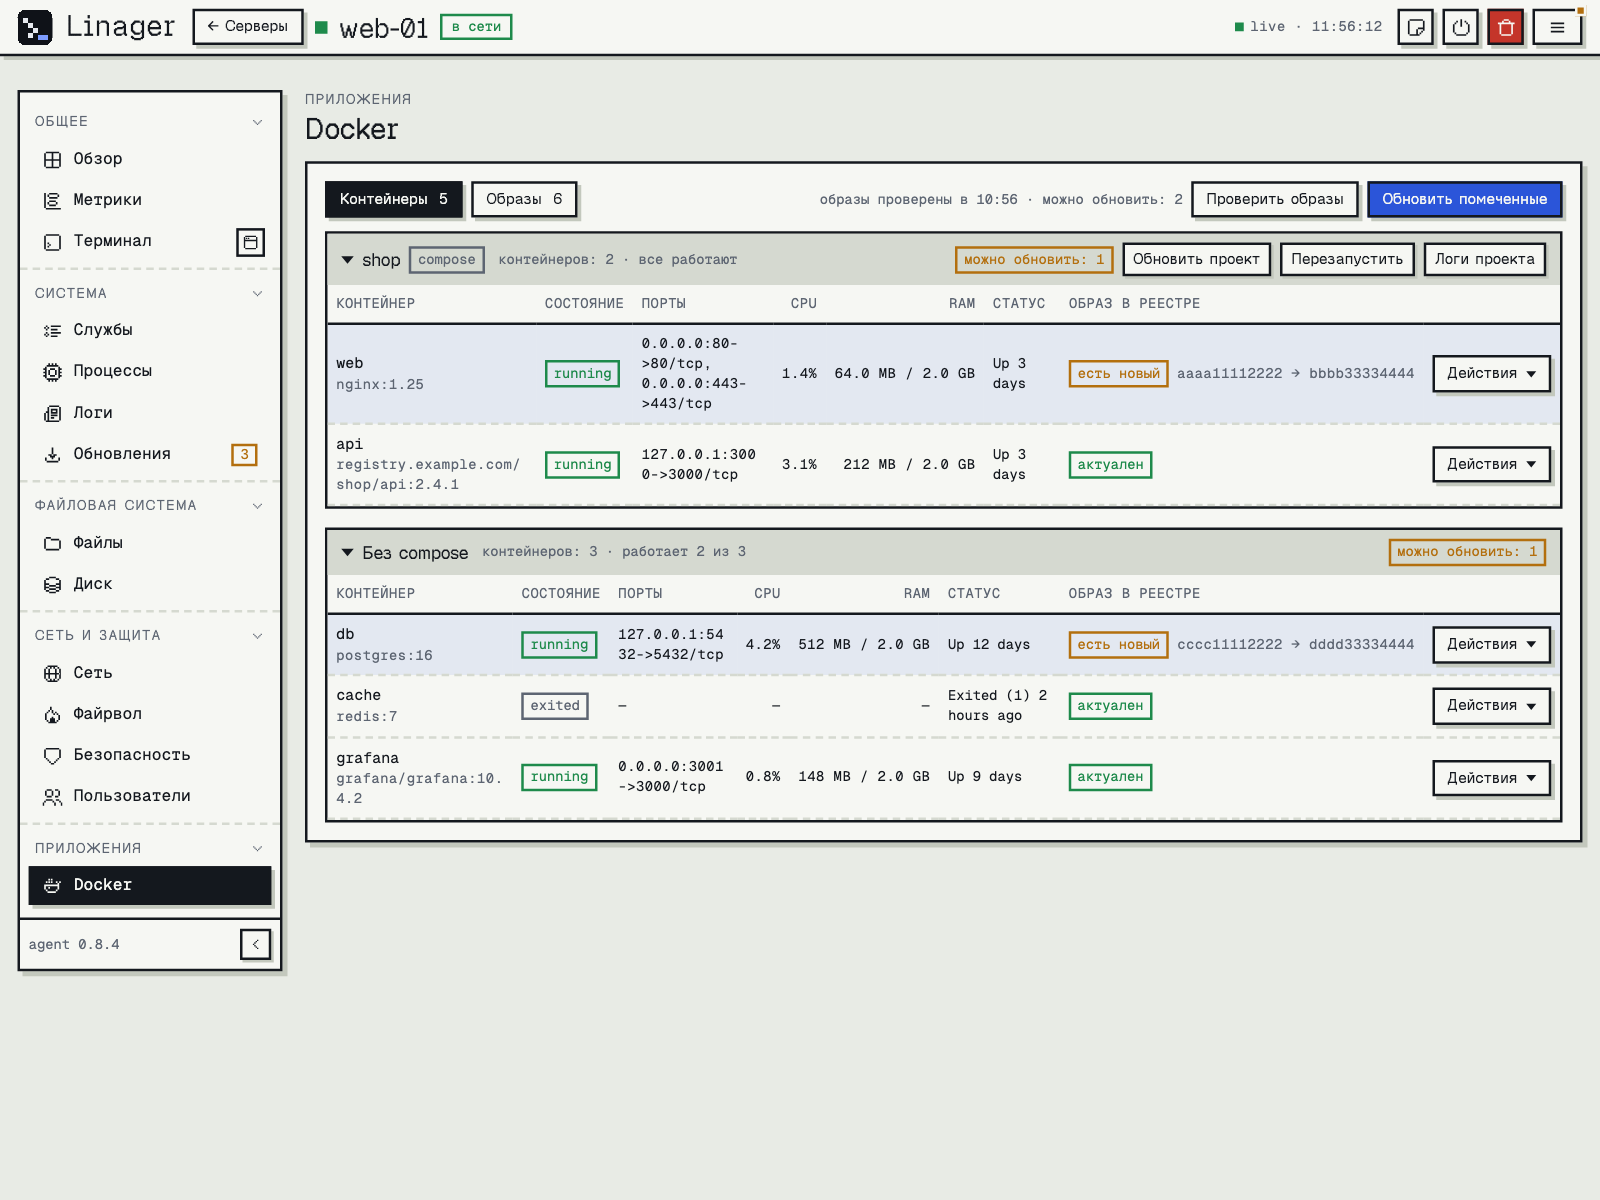 Linager
← Серверы
web-01
в сети
live · 11:56:12
ОБЩЕЕ
Обзор
Метрики
Терминал
СИСТЕМА
Службы
Процессы
Логи
Обновления 3
ФАЙЛОВАЯ СИСТЕМА
Файлы
Диск
СЕТЬ И ЗАЩИТА
Сеть
Файрвол
Безопасность
Пользователи
ПРИЛОЖЕНИЯ
Docker
agent 0.8.4
ПРИЛОЖЕНИЯ
Docker
Контейнеры 5
Образы 6
образы проверены в 10:56 · можно обновить: 2
Проверить образы
Обновить помеченные
shop compose контейнеров: 2 · все работают
можно обновить: 1
Обновить проект
Перезапустить
Логи проекта
КОНТЕЙНЕР СОСТОЯНИЕ ПОРТЫ CPU RAM СТАТУС ОБРАЗ В РЕЕСТРЕ
web
nginx:1.25
running
0.0.0.0:80-
>80/tcp,
0.0.0.0:443-
>443/tcp
1.4% 64.0 MB / 2.0 GB
Up 3
days
есть новый aaaa11112222 → bbbb33334444
Действия
api
registry.example.com/
shop/api:2.4.1
running
127.0.0.1:300
0->3000/tcp
3.1% 212 MB / 2.0 GB
Up 3
days
актуален
Действия
Без compose контейнеров: 3 · работает 2 из 3
можно обновить: 1
КОНТЕЙНЕР СОСТОЯНИЕ ПОРТЫ CPU RAM СТАТУС ОБРАЗ В РЕЕСТРЕ
db
postgres:16
running
127.0.0.1:54
32->5432/tcp
4.2% 512 MB / 2.0 GB Up 12 days
есть новый cccc11112222 → dddd33334444
Действия
cache
redis:7
exited
– – –
Exited (1) 2
hours ago
актуален
Действия
grafana
grafana/grafana:10.
4.2
running
0.0.0.0:3001
->3000/tcp
0.8% 148 MB / 2.0 GB Up 9 days
актуален
Действия